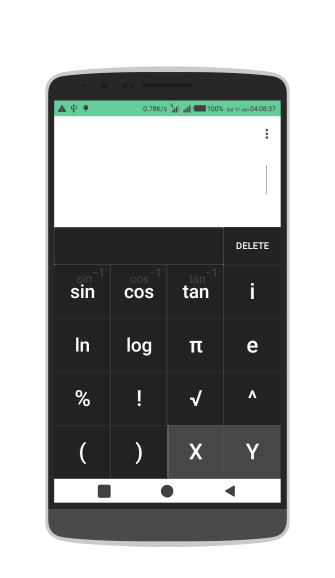 0.78K/s 100% Sat 17 Jan 04:08:37
DELETE
sin⁻¹ cos⁻¹ tan⁻¹
sin cos tan i
ln log π e
% ! √ ^
( ) X Y